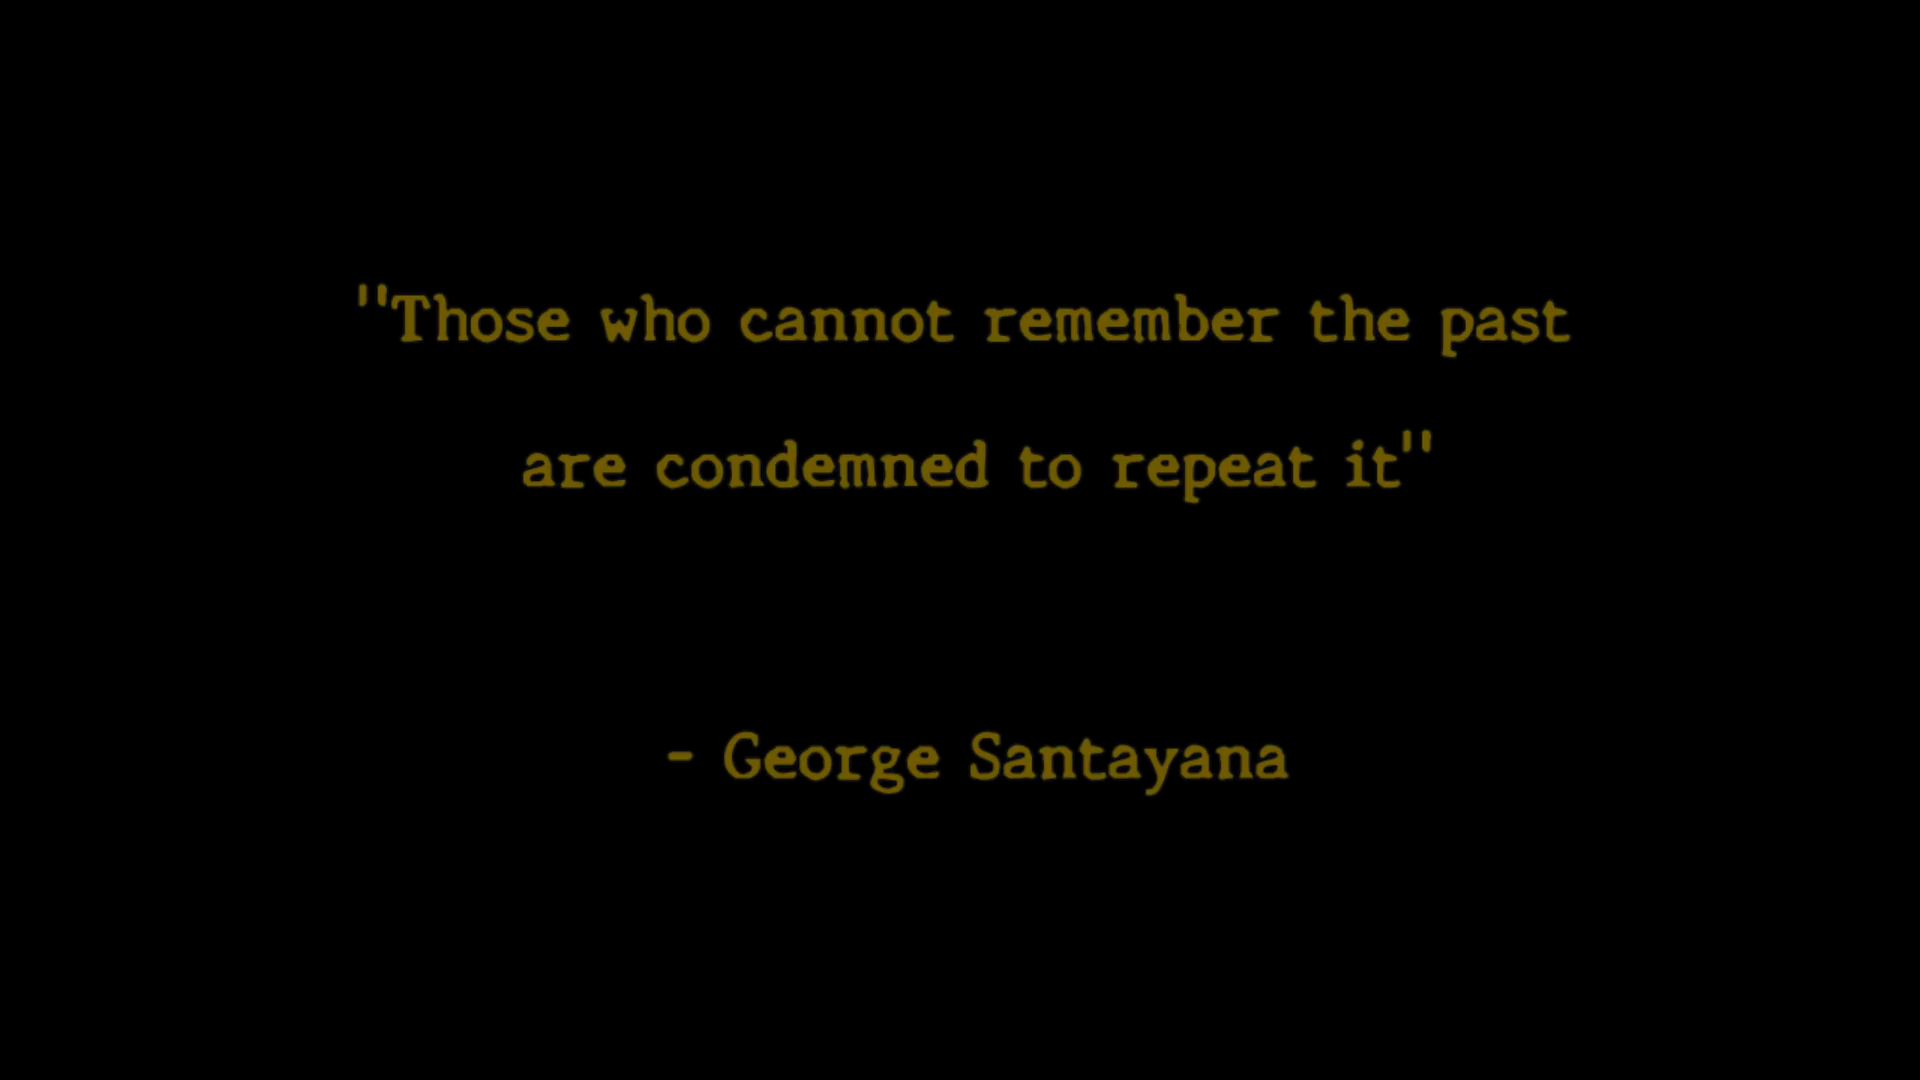 "Those who cannot remember the past
are condemned to repeat it"
- George Santayana